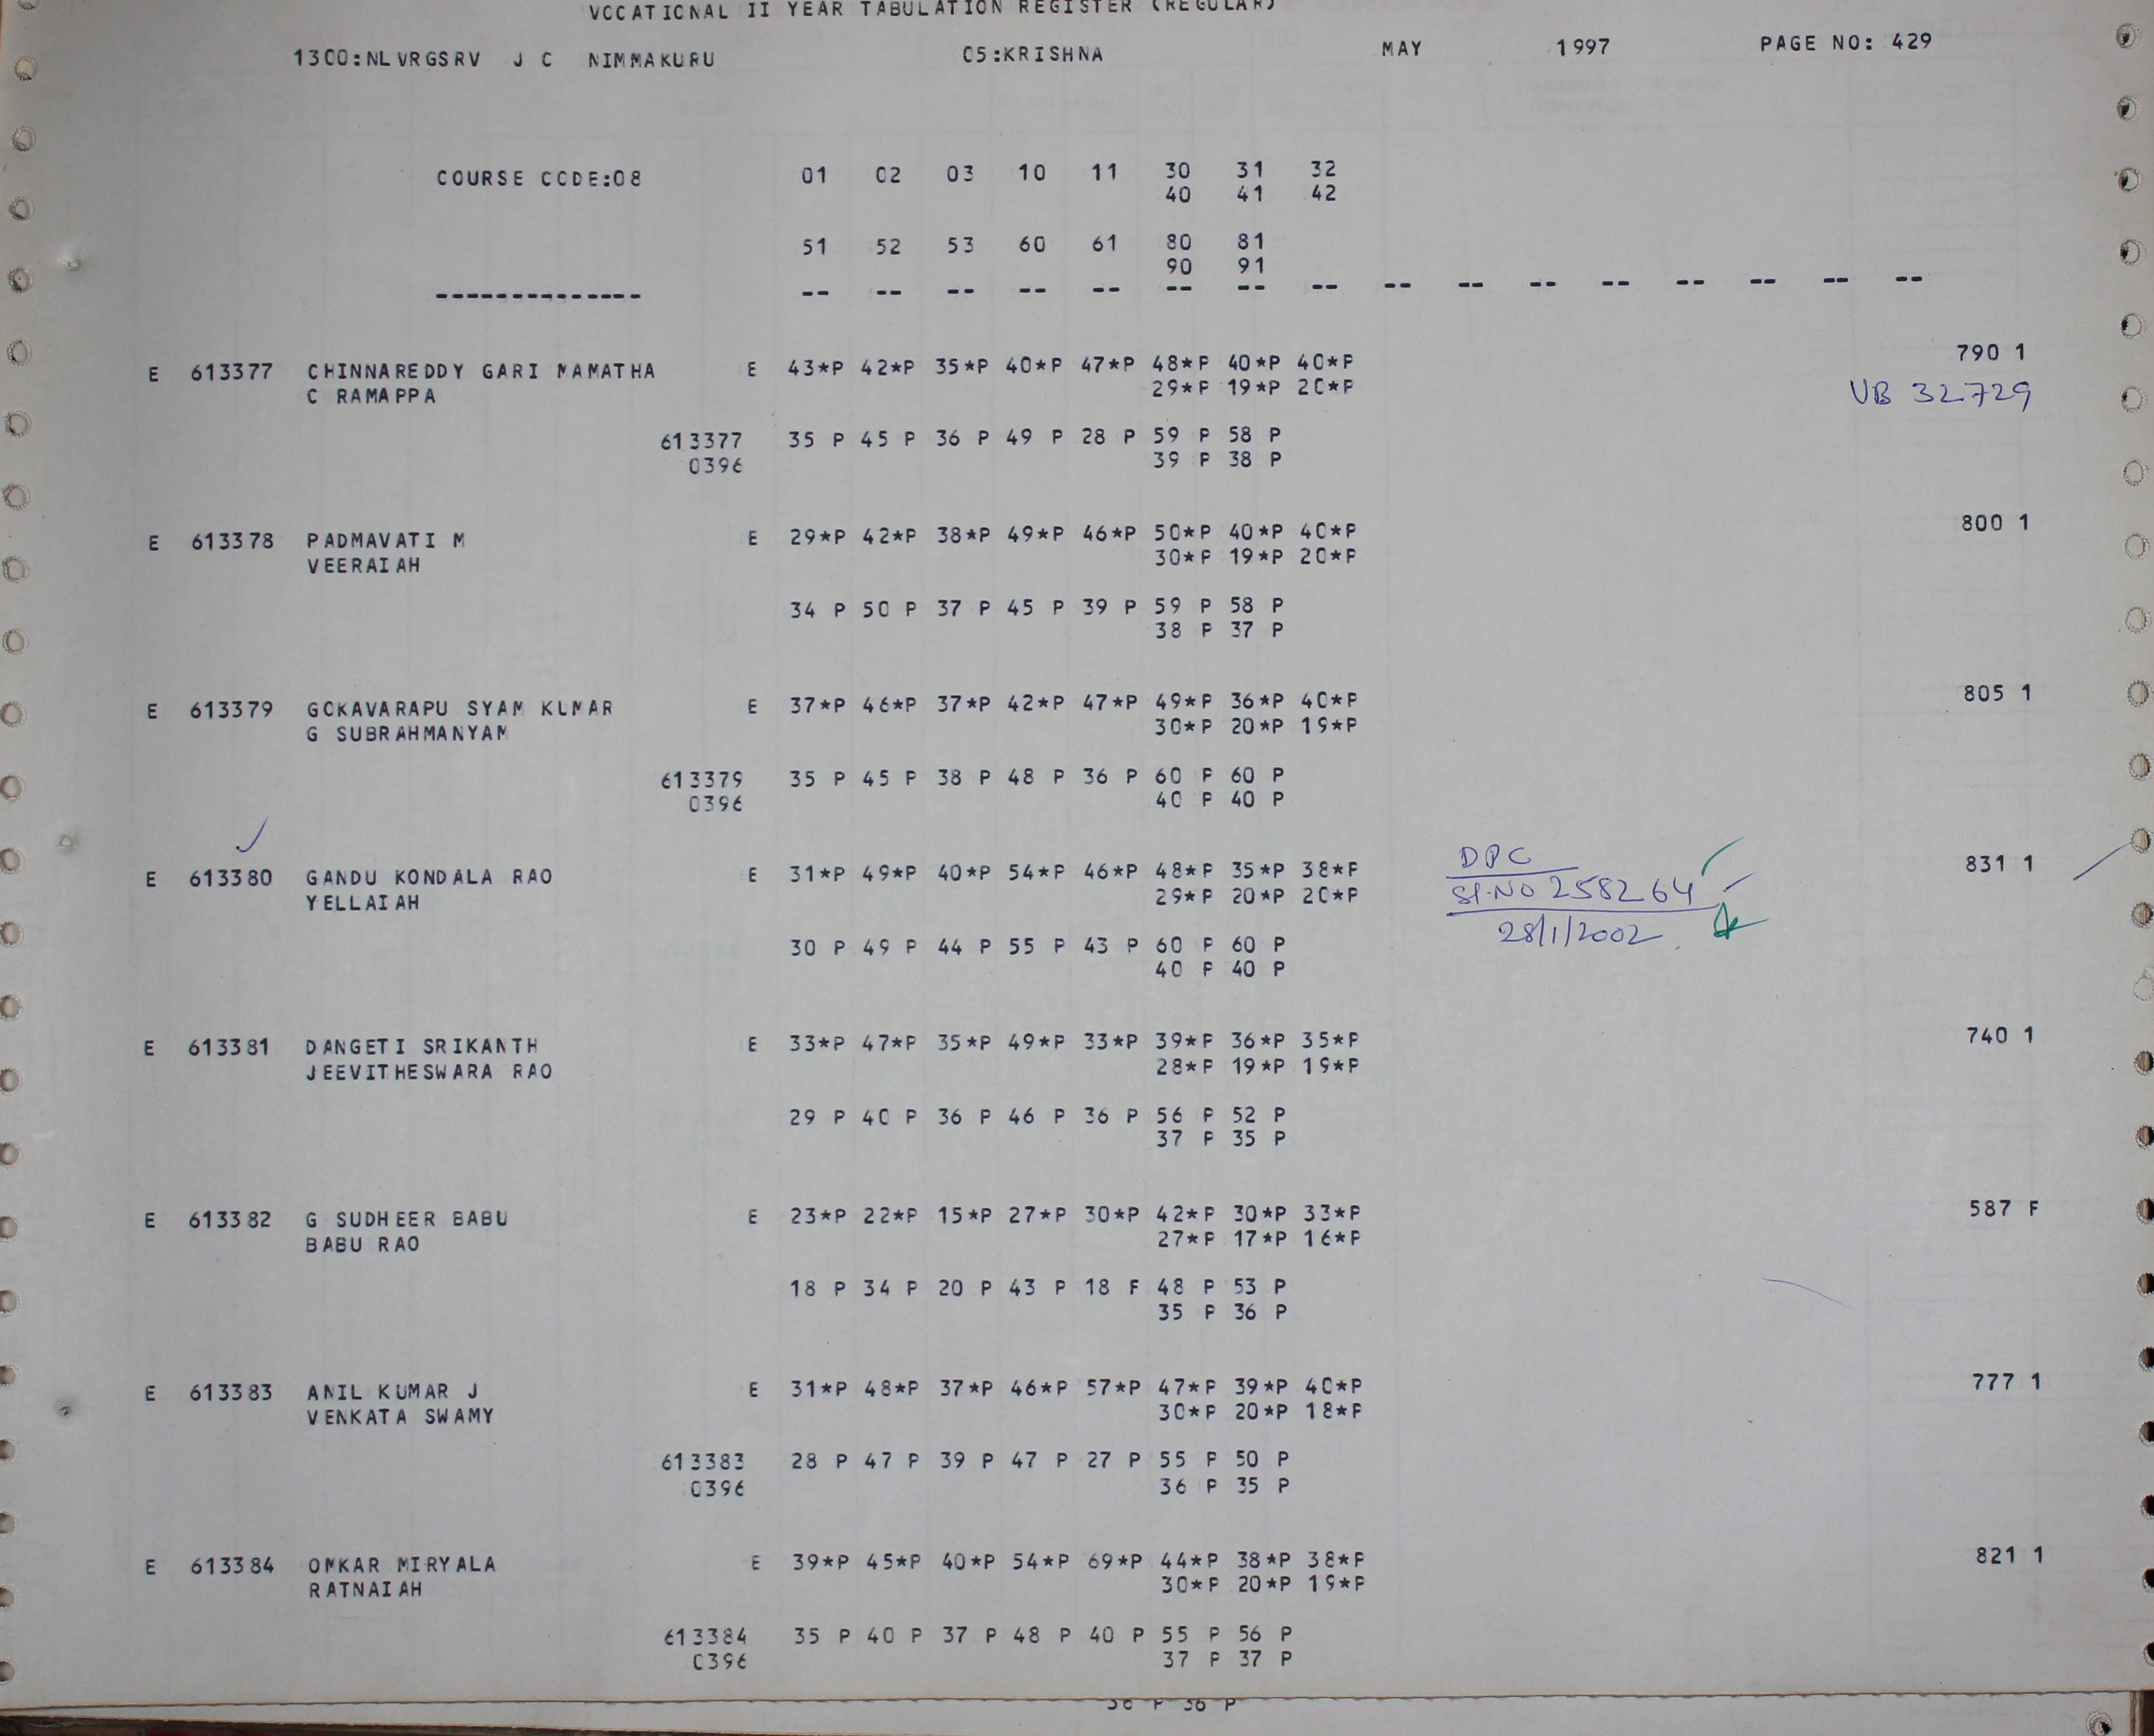 VOCATIONAL II YEAR TABULATION REGISTER (REGULAR)
1300:NLVRGSRV J C NIMMAKURU 05:KRISHNA MAY 1997 PAGE NO: 429
COURSE CODE:08 01 02 03 10 11 30 31 32
40 41 42
51 52 53 60 61 80 81
90 91
-------------- -- -- -- -- -- -- -- -- -- -- -- -- -- -- -- --
E 613377 CHINNAREDDY GARI MAMATHA E 43*P 42*P 35*P 40*P 47*P 48*P 40*P 40*P 790 1
C RAMAPPA 29*P 19*P 20*P VB 32729
613377 35 P 45 P 36 P 49 P 28 P 59 P 58 P
0396 39 P 38 P
E 613378 PADMAVATI M E 29*P 42*P 38*P 49*P 46*P 50*P 40*P 40*P 800 1
VEERAIAH 30*P 19*P 20*P
34 P 50 P 37 P 45 P 39 P 59 P 58 P
38 P 37 P
E 613379 GOKAVARAPU SYAM KUMAR E 37*P 46*P 37*P 42*P 47*P 49*P 36*P 40*P 805 1
G SUBRAHMANYAM 30*P 20*P 19*P
613379 35 P 45 P 38 P 48 P 36 P 60 P 60 P
0396 40 P 40 P
E 613380 GANDU KONDALA RAO E 31*P 49*P 40*P 54*P 46*P 48*P 35*P 38*P DPC 831 1
YELLAIAH 29*P 20*P 20*P Sl.NO 258264
30 P 49 P 44 P 55 P 43 P 60 P 60 P 28/1/2002
40 P 40 P
E 613381 DANGETI SRIKANTH E 33*P 47*P 35*P 49*P 33*P 39*P 36*P 35*P 740 1
JEEVITHESWARA RAO 28*P 19*P 19*P
29 P 40 P 36 P 46 P 36 P 56 P 52 P
37 P 35 P
E 613382 G SUDHEER BABU E 23*P 22*P 15*P 27*P 30*P 42*P 30*P 33*P 587 F
BABU RAO 27*P 17*P 16*P
18 P 34 P 20 P 43 P 18 F 48 P 53 P
35 P 36 P
E 613383 ANIL KUMAR J E 31*P 48*P 37*P 46*P 57*P 47*P 39*P 40*P 777 1
VENKATA SWAMY 30*P 20*P 18*P
613383 28 P 47 P 39 P 47 P 27 P 55 P 50 P
0396 36 P 35 P
E 613384 OMKAR MIRYALA E 39*P 45*P 40*P 54*P 69*P 44*P 38*P 38*P 821 1
RATNAIAH 30*P 20*P 19*P
613384 35 P 40 P 37 P 48 P 40 P 55 P 56 P
0396 37 P 37 P